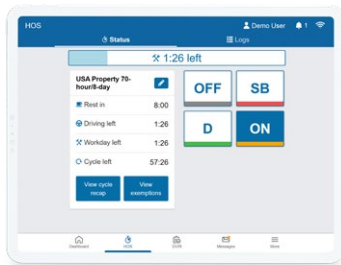 HOS
Demo User
1
Status
Logs
1:26 left
USA Property 70-
hour/8-day
Rest in 8:00
Driving left 1:26
Workday left 1:26
Cycle left 57:26
View cycle
recap
View
exemptions
OFF
SB
D
ON
Dashboard
HOS
DVIR
Messages
More